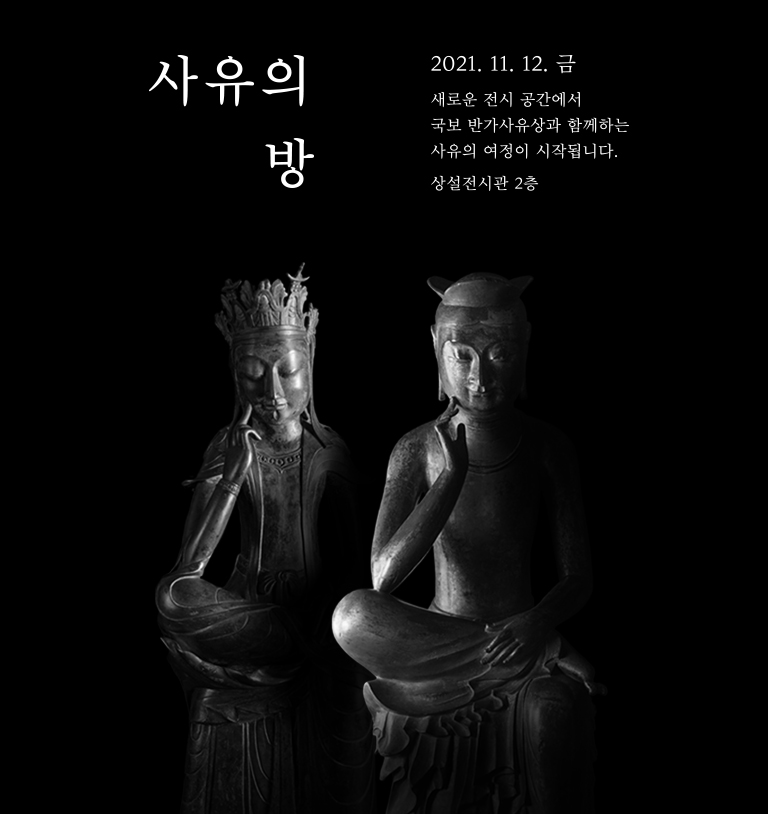 사유의
방
2021. 11. 12. 금
새로운 전시 공간에서
국보 반가사유상과 함께하는
사유의 여정이 시작됩니다.
상설전시관 2층